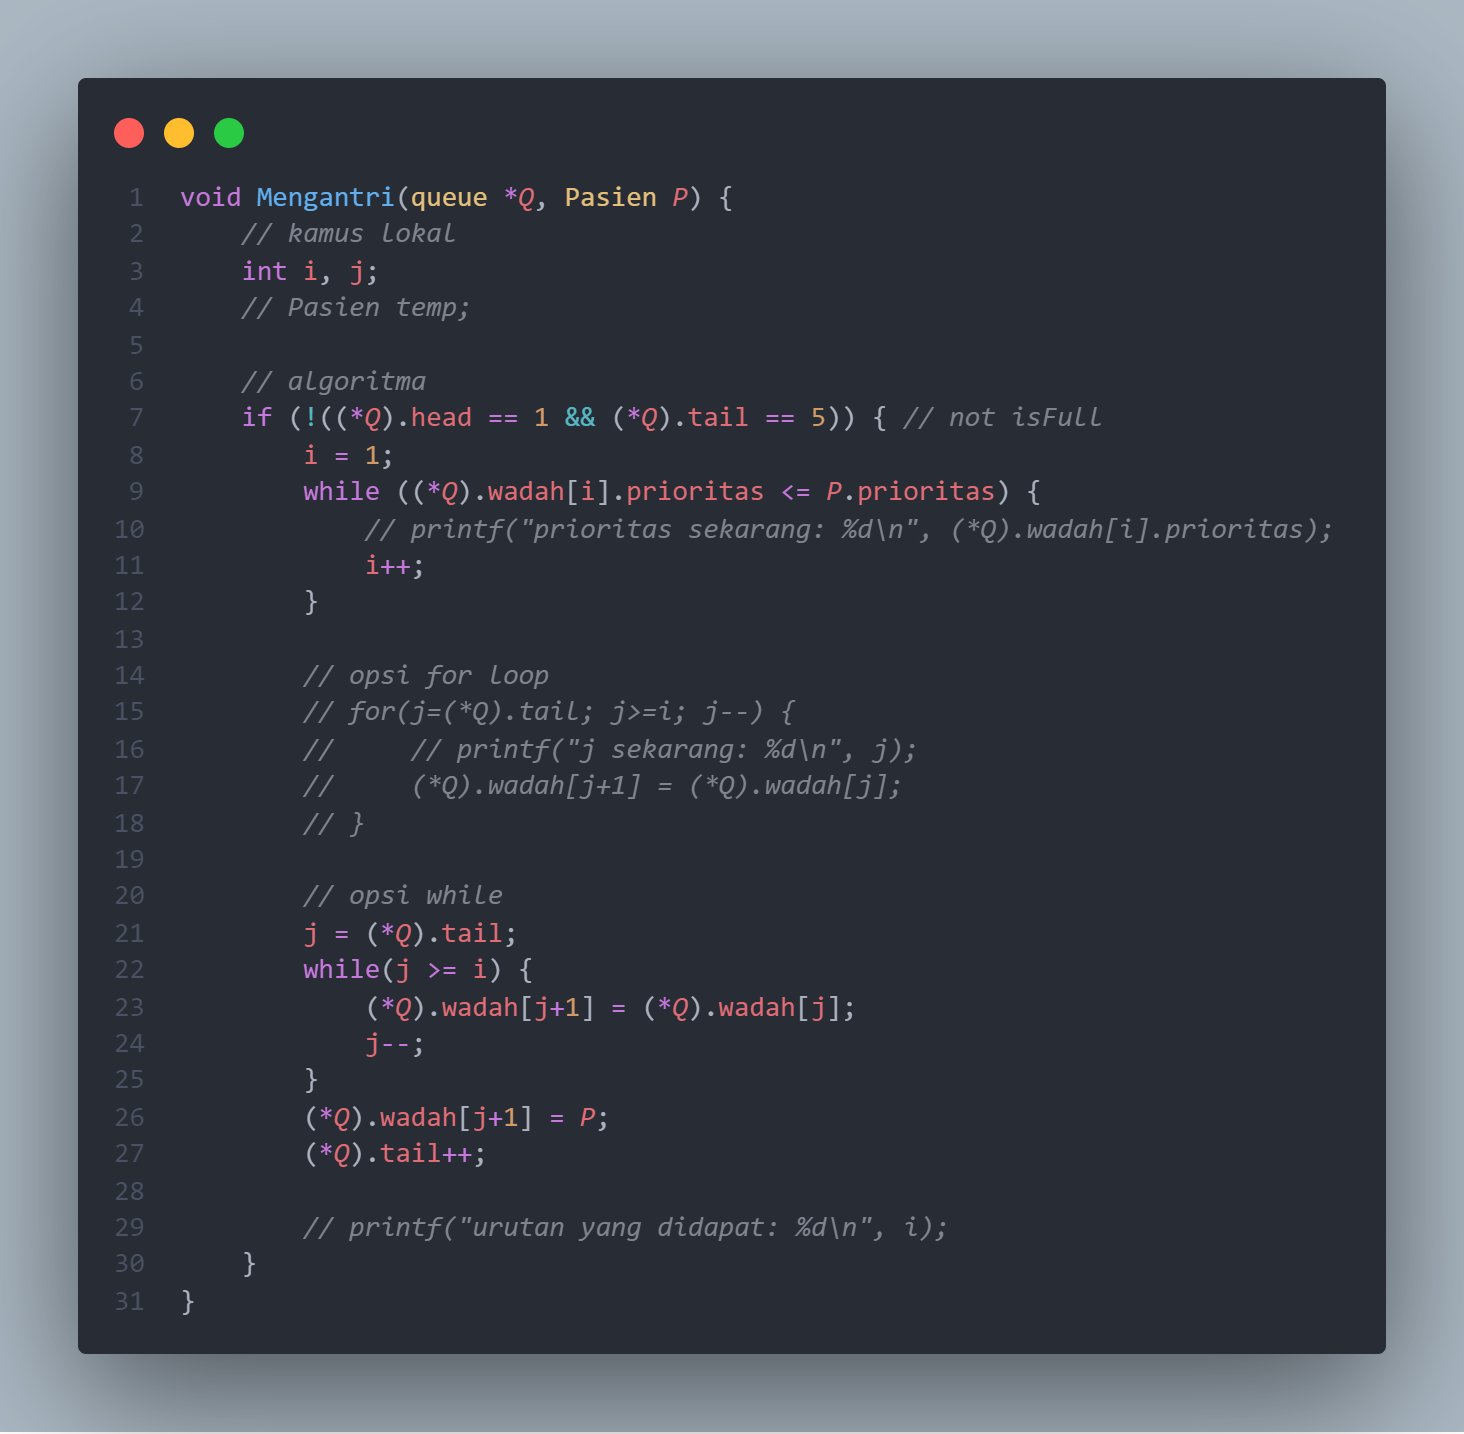 1 void Mengantri(queue *Q, Pasien P) {
2     // kamus lokal
3     int i, j;
4     // Pasien temp;
5
6     // algoritma
7     if (!((*Q).head == 1 && (*Q).tail == 5)) { // not isFull
8         i = 1;
9         while ((*Q).wadah[i].prioritas <= P.prioritas) {
10             // printf("prioritas sekarang: %d\n", (*Q).wadah[i].prioritas);
11             i++;
12         }
13
14         // opsi for loop
15         // for(j=(*Q).tail; j>=i; j--) {
16         //     // printf("j sekarang: %d\n", j);
17         //     (*Q).wadah[j+1] = (*Q).wadah[j];
18         // }
19
20         // opsi while
21         j = (*Q).tail;
22         while(j >= i) {
23             (*Q).wadah[j+1] = (*Q).wadah[j];
24             j--;
25         }
26         (*Q).wadah[j+1] = P;
27         (*Q).tail++;
28
29         // printf("urutan yang didapat: %d\n", i);
30     }
31 }